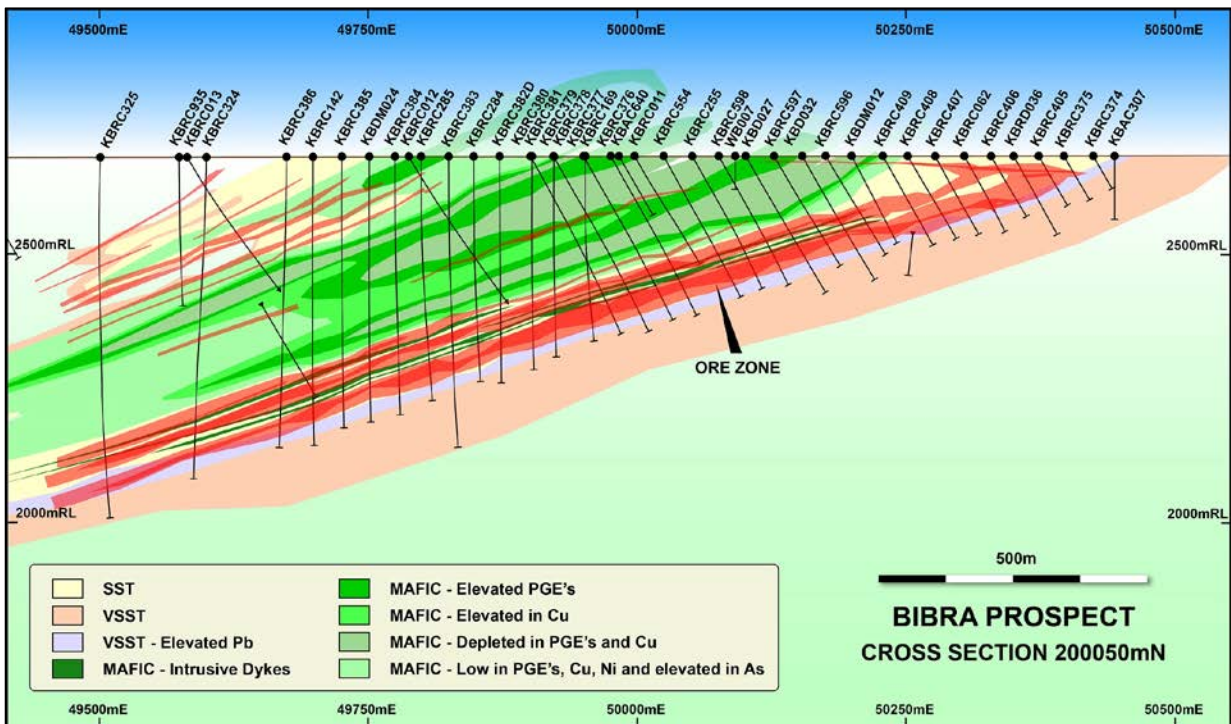 49500mE
49750mE
50000mE
50250mE
50500mE
KBRC325
KBRC935
KBRC013
KBRC324
KBRC386
KBRC142
KBRC385
KBDM024
KBRC384
KBRC012
KBRC285
KBRC383
KBRC284
KBRC382D
KBRC380
KBRC381
KBRC379
KBRC378
KBRC377
KBRC169
KBRC376
KBAC640
KBRC011
KBRC554
KBRC255
KBRC398
WB007
KBD027
KBRC397
KBD032
KBRC396
KBDM012
KBRC409
KBRC408
KBRC407
KBRC062
KBRC406
KBRD036
KBRC405
KBRC375
KBRC374
KBAC307
2500mRL
2500mRL
ORE ZONE
2000mRL
2000mRL
SST
VSST
VSST - Elevated Pb
MAFIC - Intrusive Dykes
MAFIC - Elevated PGE's
MAFIC - Elevated in Cu
MAFIC - Depleted in PGE's and Cu
MAFIC - Low in PGE's, Cu, Ni and elevated in As
500m
BIBRA PROSPECT
CROSS SECTION 200050mN
49500mE
49750mE
50000mE
50250mE
50500mE